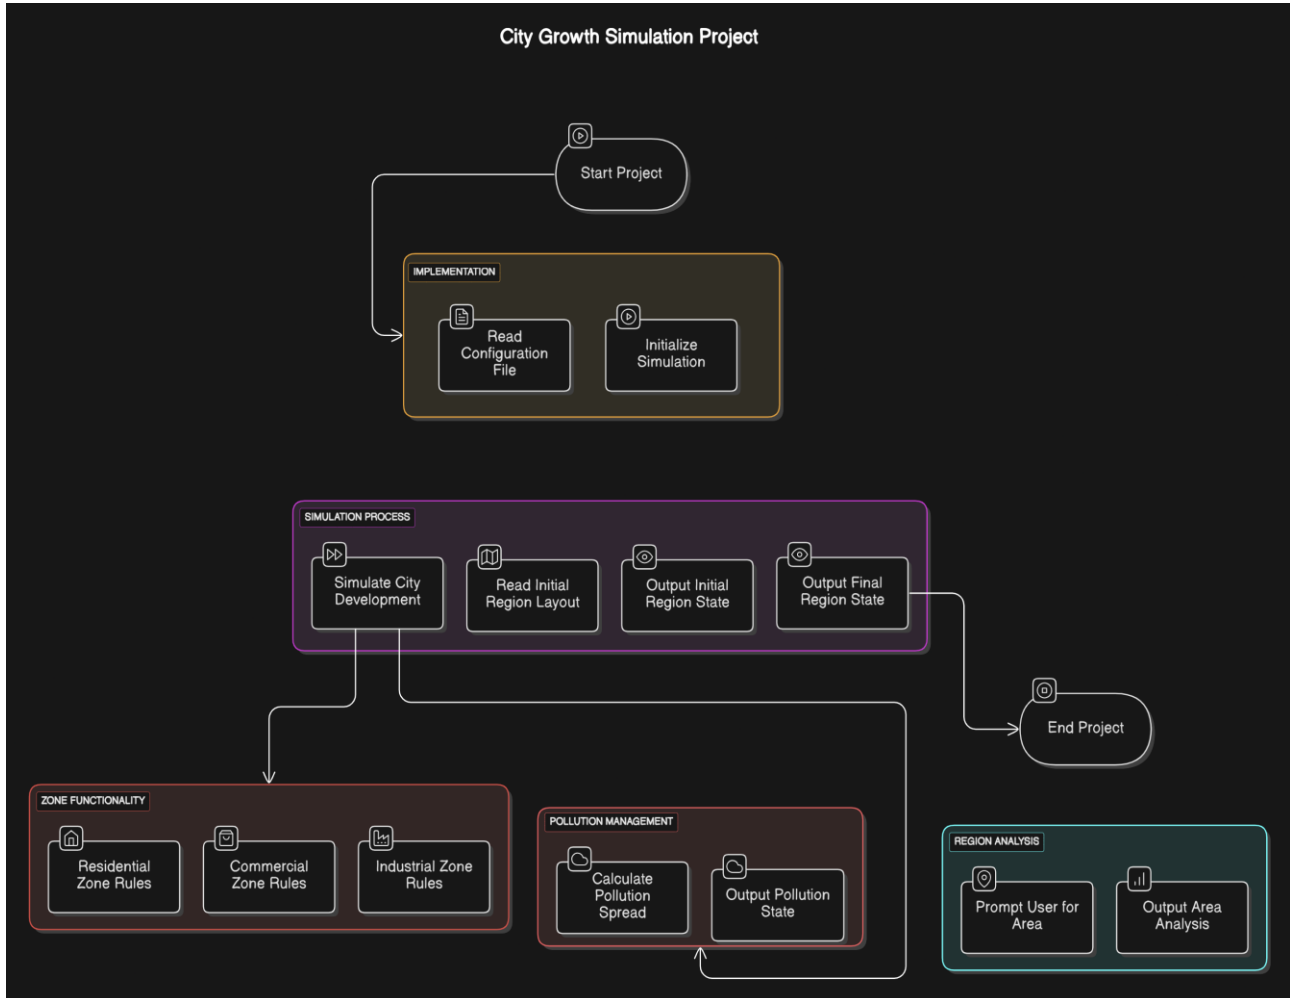 City Growth Simulation Project
Start Project
IMPLEMENTATION
Read
Configuration
File
Initialize
Simulation
SIMULATION PROCESS
Simulate City
Development
Read Initial
Region Layout
Output Initial
Region State
Output Final
Region State
End Project
ZONE FUNCTIONALITY
Residential
Zone Rules
Commercial
Zone Rules
Industrial Zone
Rules
POLLUTION MANAGEMENT
Calculate
Pollution
Spread
Output Pollution
State
REGION ANALYSIS
Prompt User for
Area
Output Area
Analysis